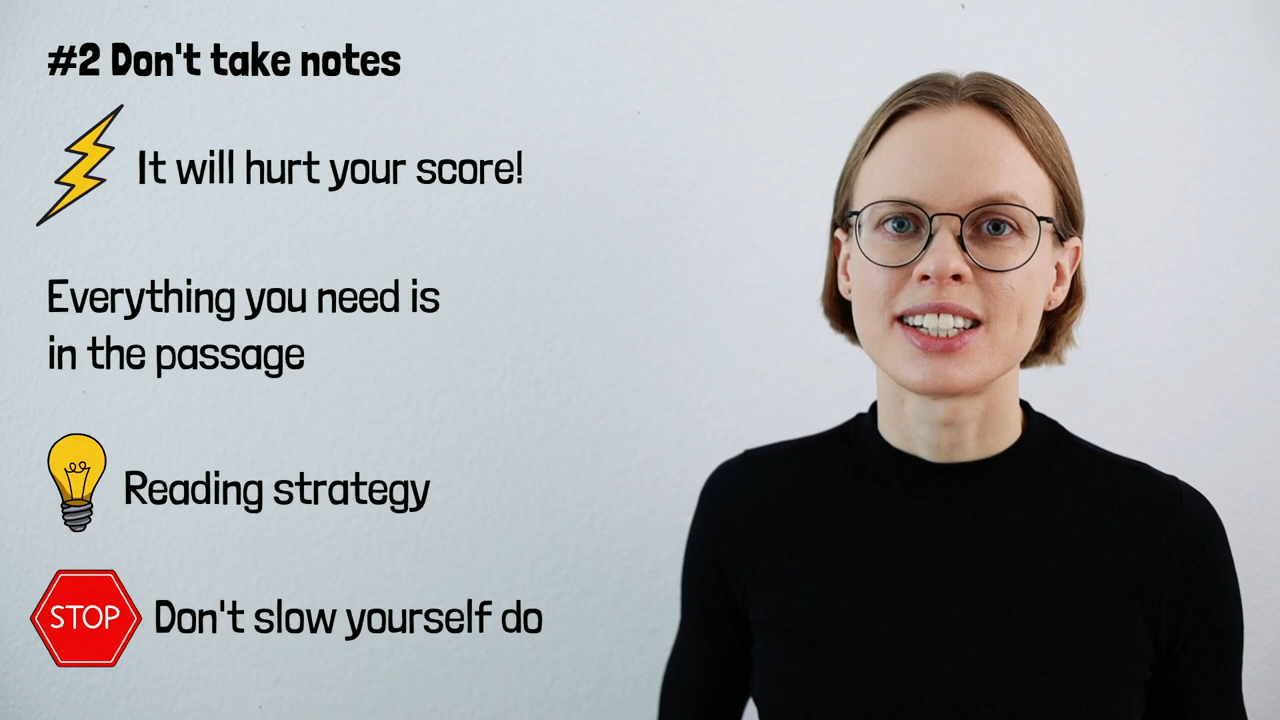 #2 Don't take notes
It will hurt your score!
Everything you need is
in the passage
Reading strategy
STOP
Don't slow yourself do